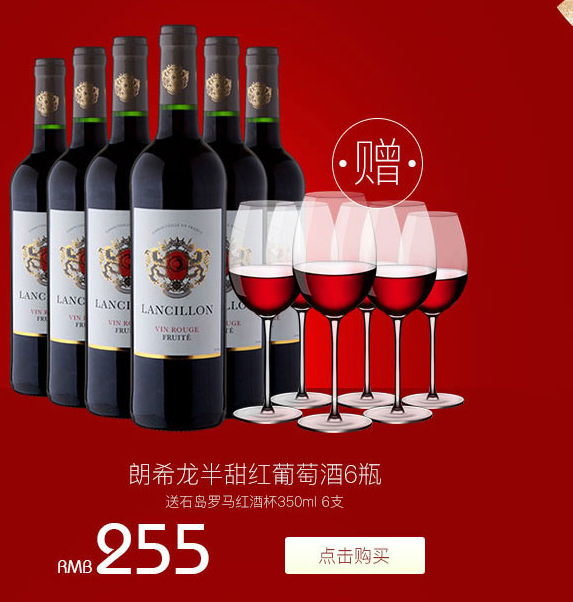 ·赠·
LANCILLON
VIN ROUGE
FRUITÉ
朗希龙半甜红葡萄酒6瓶
送石岛罗马红酒杯350ml 6支
RMB 255
点击购买